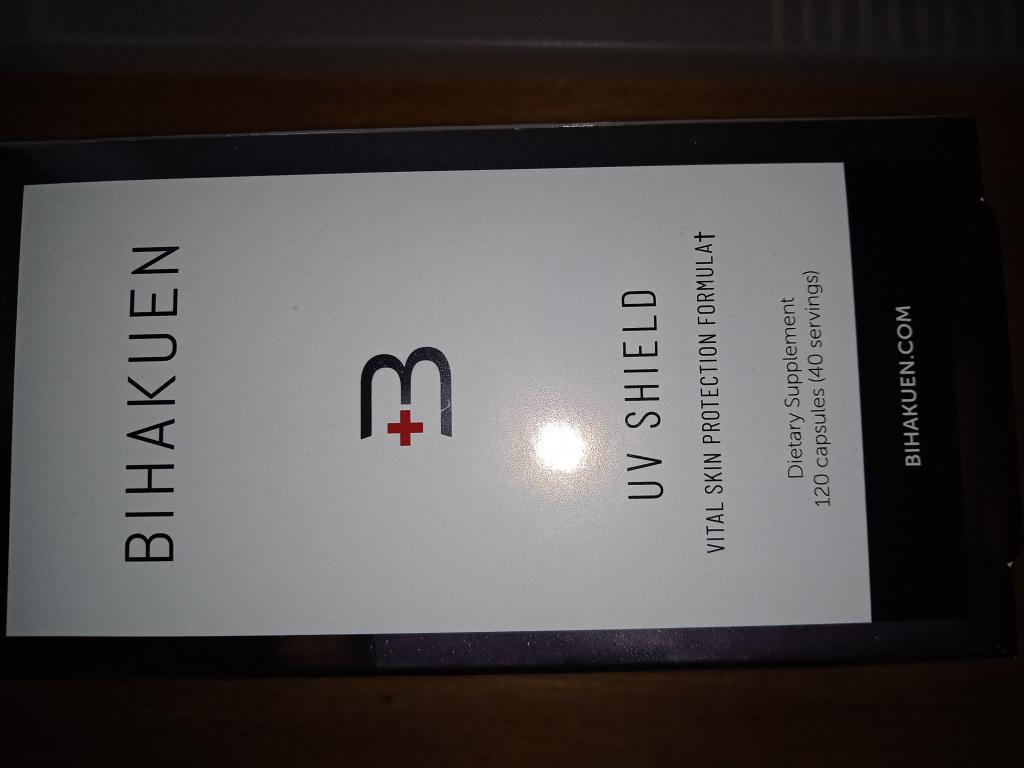 BIHAKUEN
+B
UV SHIELD
VITAL SKIN PROTECTION FORMULA†
Dietary Supplement
120 capsules (40 servings)
BIHAKUEN.COM